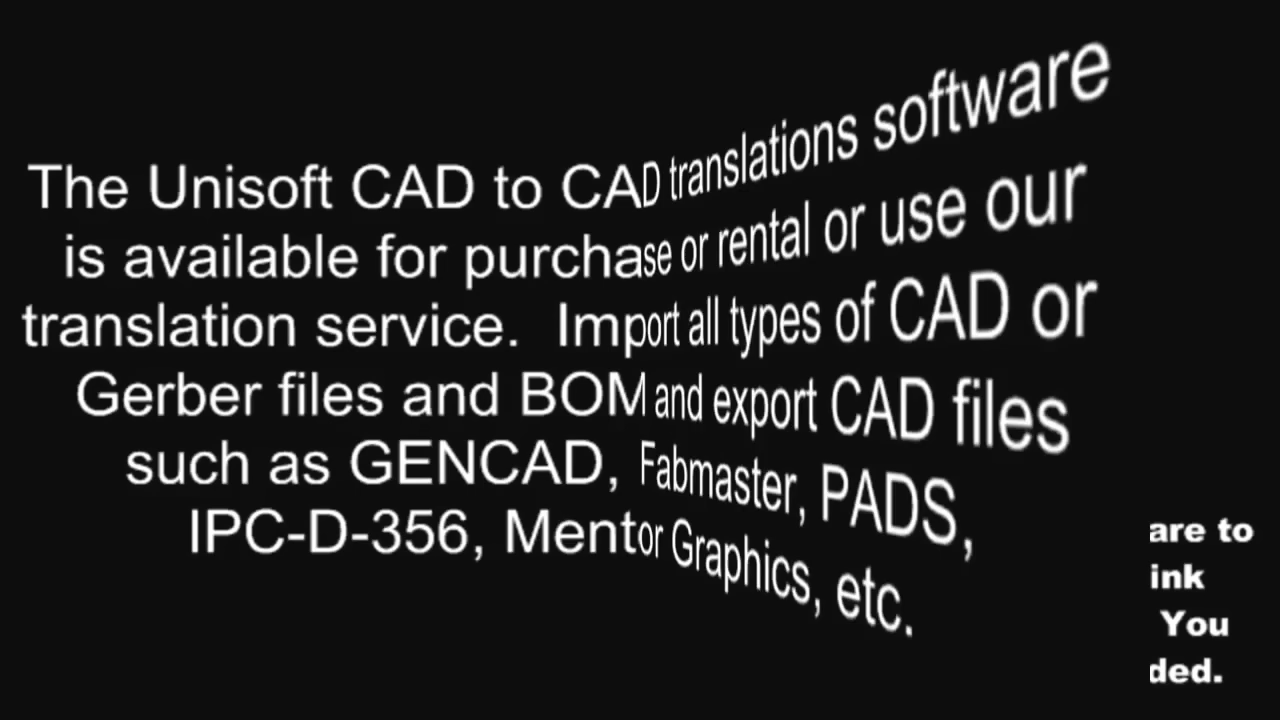 The Unisoft CAD to CAD translations software
is available for purchase or rental or use our
translation service.  Import all types of CAD or
Gerber files and BOM and export CAD files
such as GENCAD, Fabmaster, PADS,
IPC-D-356, Mentor Graphics, etc.
are to
ink
You
ded.